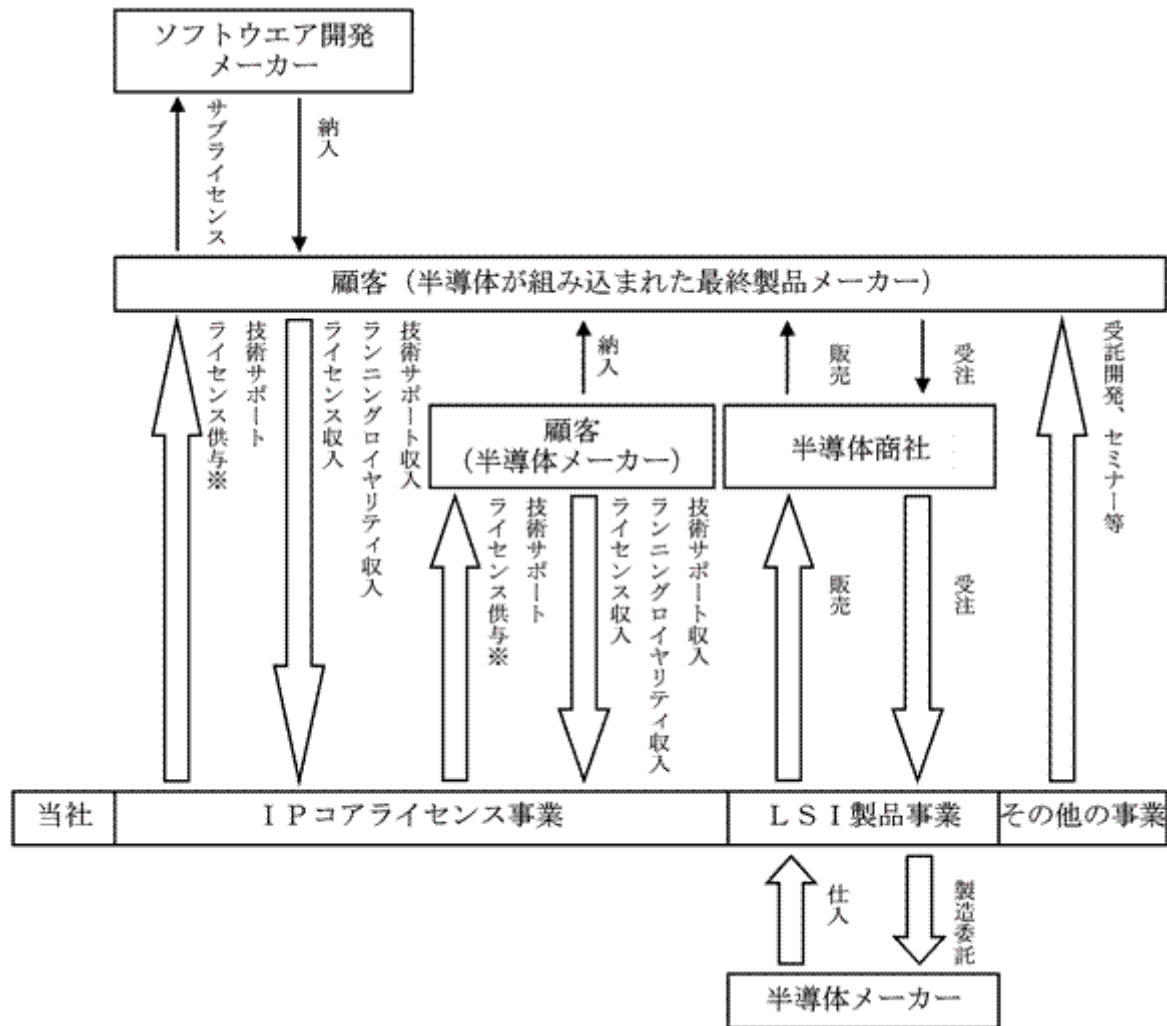 ソフトウエア開発
メーカー
サブライセンス
納入
顧客（半導体が組み込まれた最終製品メーカー）
ライセンス供与※
技術サポート
ライセンス収入
ランニングロイヤリティ収入
技術サポート収入
納入
販売
受注
受託開発、セミナー等
顧客
（半導体メーカー）
半導体商社
ライセンス供与※
技術サポート
ライセンス収入
ランニングロイヤリティ収入
技術サポート収入
販売
受注
当社
ＩＰコアライセンス事業
ＬＳＩ製品事業
その他の事業
仕入
製造委託
半導体メーカー